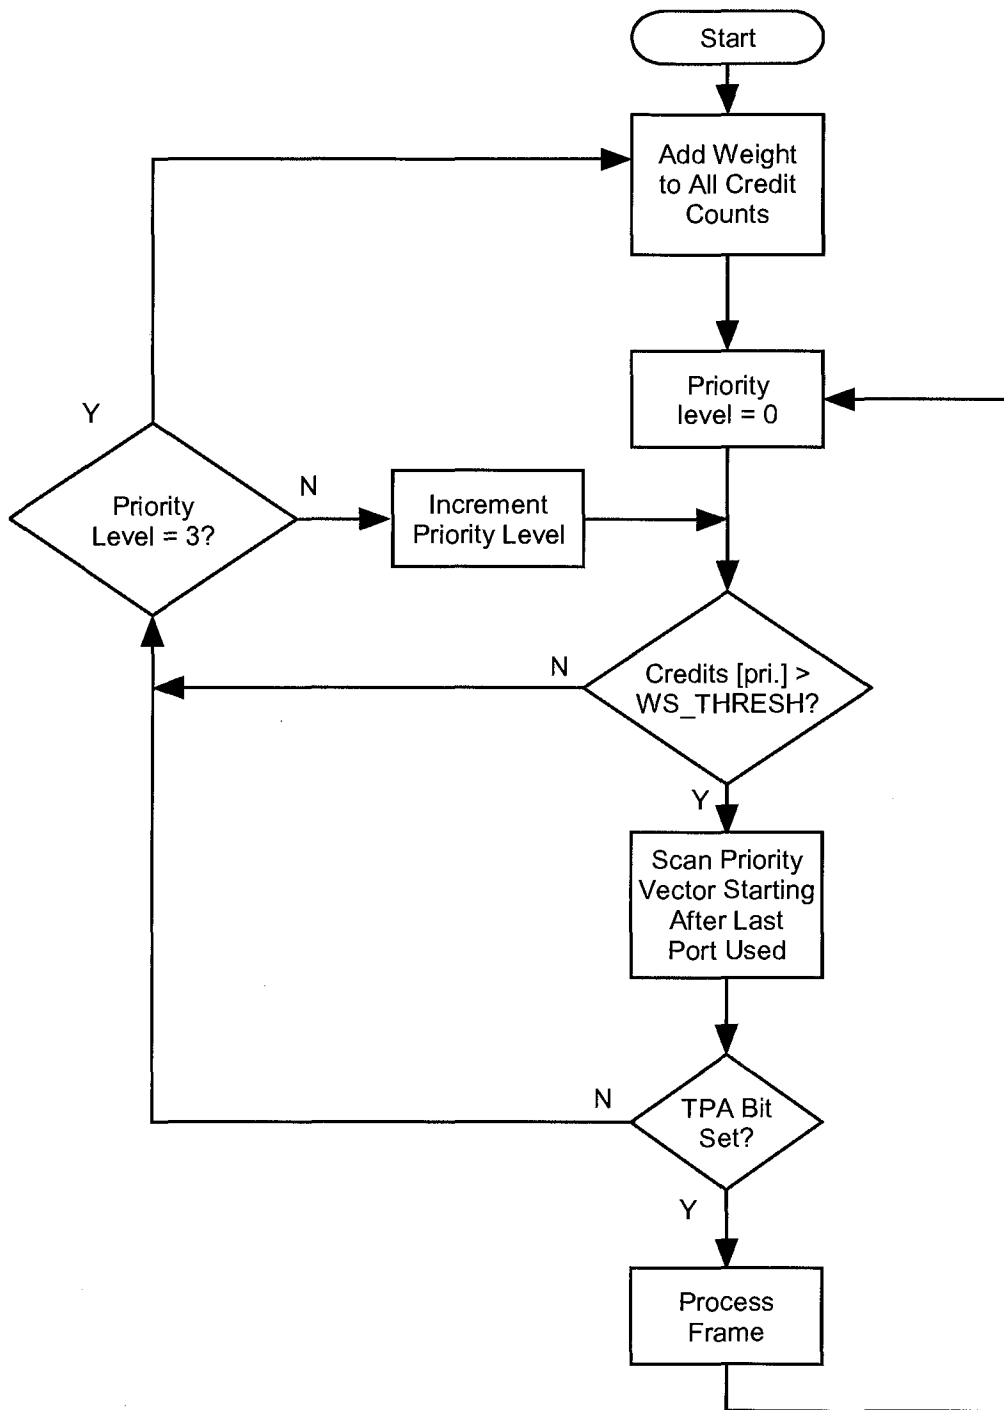 Start
Add Weight
to All Credit
Counts
Priority
level = 0
Y
Priority
Level = 3?
N
Increment
Priority Level
N
Credits [pri.] >
WS_THRESH?
Y
Scan Priority
Vector Starting
After Last
Port Used
N
TPA Bit
Set?
Y
Process
Frame